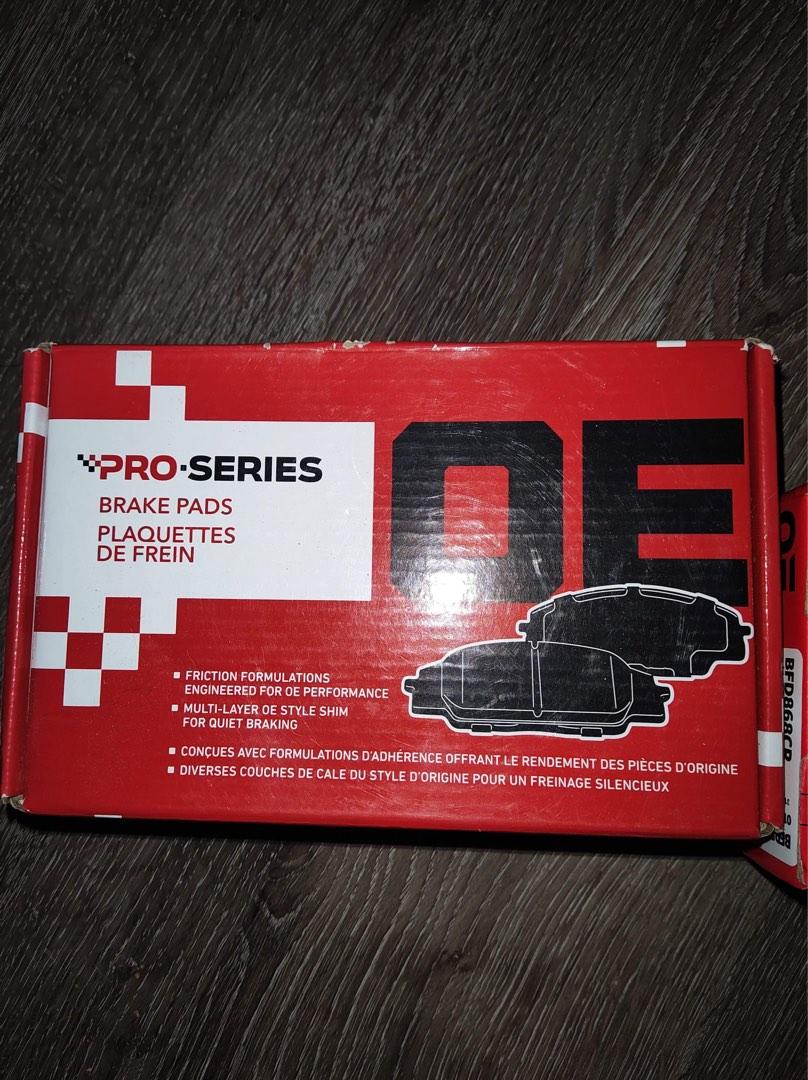 PRO·SERIES
BRAKE PADS
PLAQUETTES
DE FREIN
OE
▪ FRICTION FORMULATIONS
ENGINEERED FOR OE PERFORMANCE
▪ MULTI-LAYER OE STYLE SHIM
FOR QUIET BRAKING
▪ CONÇUES AVEC FORMULATIONS D'ADHÉRENCE OFFRANT LE RENDEMENT DES PIÈCES D'ORIGINE
▪ DIVERSES COUCHES DE CALE DU STYLE D'ORIGINE POUR UN FREINAGE SILENCIEUX
OE